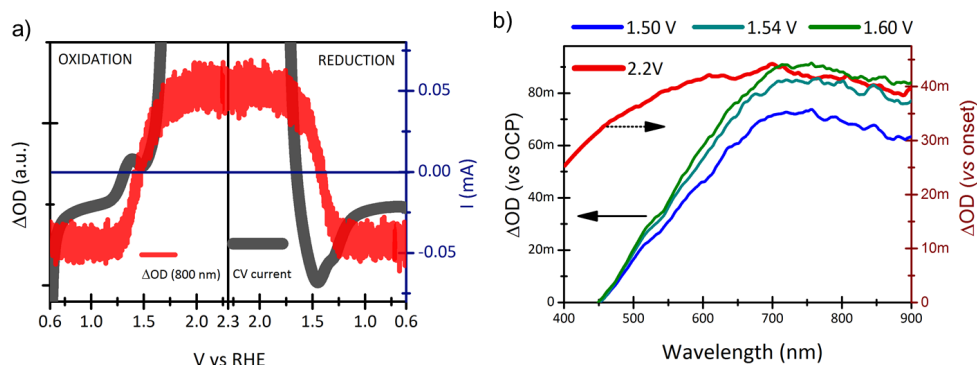 a)
OXIDATION
REDUCTION
ΔOD (a.u.)
0.05
0.00
-0.05
I (mA)
ΔOD (800 nm)
CV current
0.6 1.0 1.5 2.0 2.3 2.0 1.5 0.6
V vs RHE
b)
1.50 V 1.54 V 1.60 V
2.2V
80m
60m
40m
20m
0
ΔOD (vs OCP)
40m
30m
20m
10m
0
ΔOD (vs onset)
400 500 600 700 800 900
Wavelength (nm)